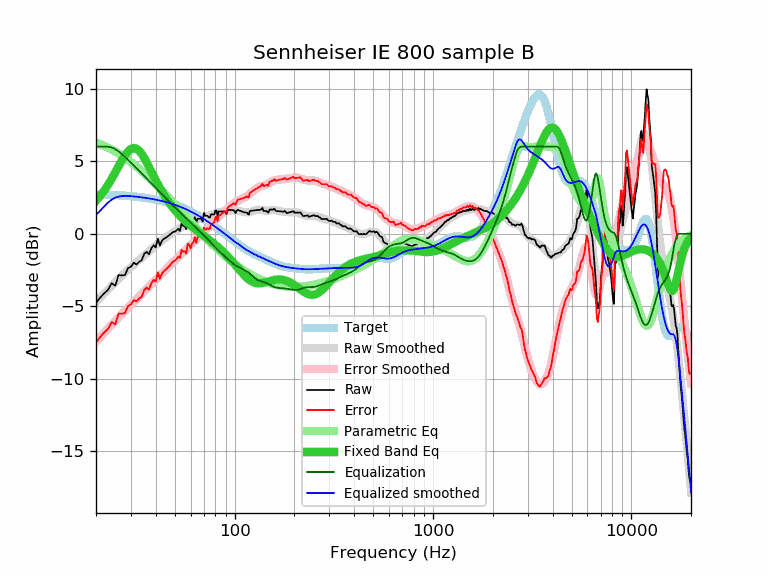 Sennheiser IE 800 sample B
Amplitude (dBr)
10
5
0
−5
−10
−15
Target
Raw Smoothed
Error Smoothed
Raw
Error
Parametric Eq
Fixed Band Eq
Equalization
Equalized smoothed
100
1000
10000
Frequency (Hz)